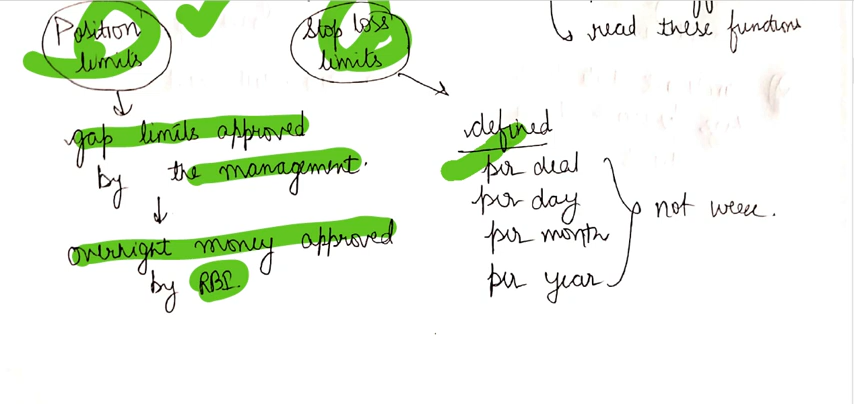 Position limits
Stop loss limits
read these functions
gap limits approved
by the management.
overnight money approved
by RBI.
defined
per deal
per day
per month
per year
not week.